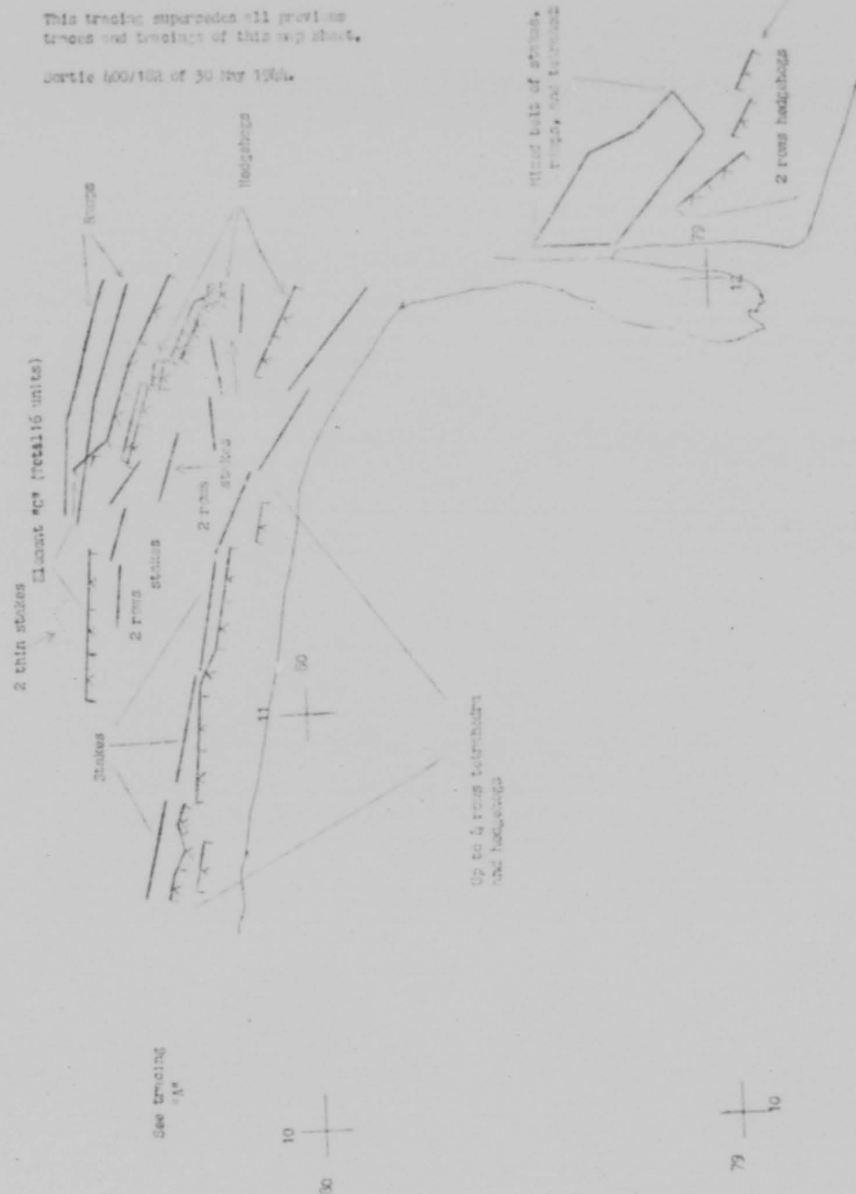 This tracing supersedes all previous
traces and tracings of this map sheet.
Sortie 400/182 of 30 May 1944.
Ramps
Hedgehogs
Mixed belt of stakes,
ramps, and tetrahedra
2 rows hedgehogs
79
12
Element "C" (Total 16 units)
2 thin stakes
2 rows
stakes
2 rows
stakes
Stakes
11
80
Up to 4 rows tetrahedra
and hedgehogs
See tracing
"A"
10
80
79
10